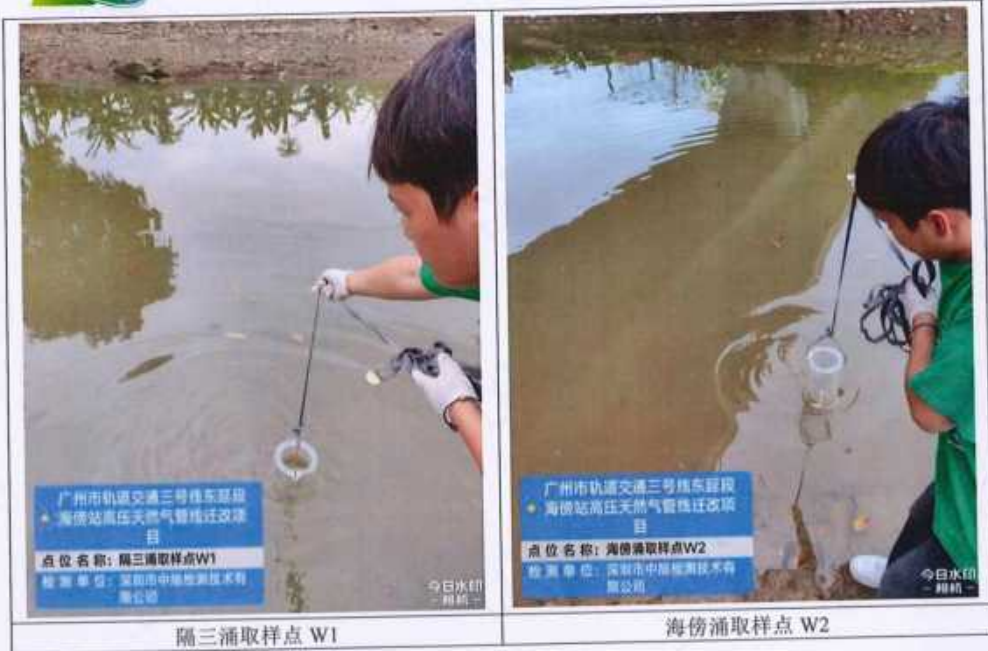 广州市轨道交通三号线东延段
海傍站高压天然气管线迁改项
目
点位名称：隔三涌取样点W1
检测单位：深圳市中旭检测技术有
限公司
今日水印
—相机—
广州市轨道交通三号线东延段
海傍站高压天然气管线迁改项
目
点位名称：海傍涌取样点W2
检测单位：深圳市中旭检测技术有
限公司
今日水印
—相机—
隔三涌取样点 W1
海傍涌取样点 W2